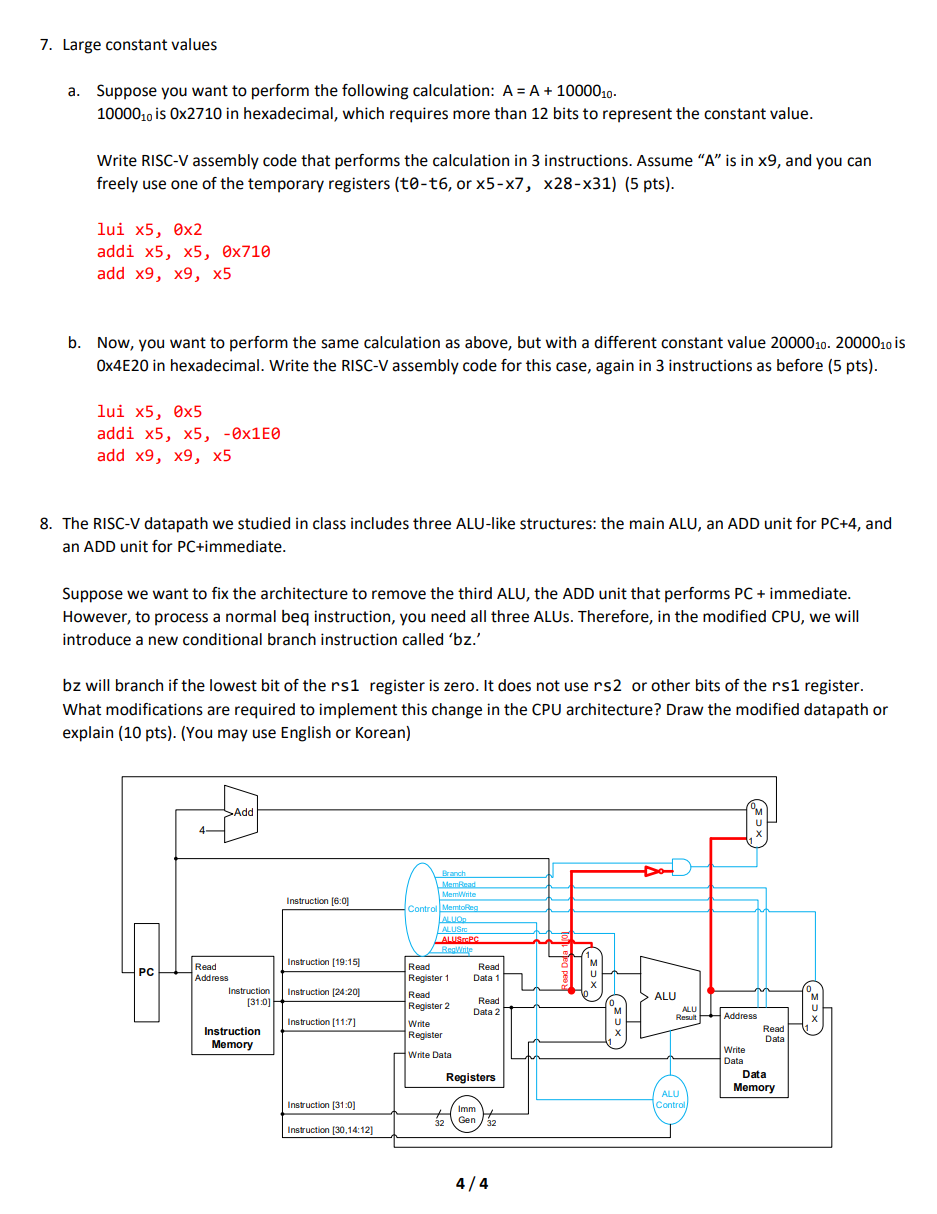 7. Large constant values
a. Suppose you want to perform the following calculation: A = A + 10000₁₀.
10000₁₀ is 0x2710 in hexadecimal, which requires more than 12 bits to represent the constant value.
Write RISC-V assembly code that performs the calculation in 3 instructions. Assume “A” is in x9, and you can
freely use one of the temporary registers (t0-t6, or x5-x7, x28-x31) (5 pts).
lui x5, 0x2
addi x5, x5, 0x710
add x9, x9, x5
b. Now, you want to perform the same calculation as above, but with a different constant value 20000₁₀. 20000₁₀ is
0x4E20 in hexadecimal. Write the RISC-V assembly code for this case, again in 3 instructions as before (5 pts).
lui x5, 0x5
addi x5, x5, -0x1E0
add x9, x9, x5
8. The RISC-V datapath we studied in class includes three ALU-like structures: the main ALU, an ADD unit for PC+4, and
an ADD unit for PC+immediate.
Suppose we want to fix the architecture to remove the third ALU, the ADD unit that performs PC + immediate.
However, to process a normal beq instruction, you need all three ALUs. Therefore, in the modified CPU, we will
introduce a new conditional branch instruction called ‘bz.’
bz will branch if the lowest bit of the rs1 register is zero. It does not use rs2 or other bits of the rs1 register.
What modifications are required to implement this change in the CPU architecture? Draw the modified datapath or
explain (10 pts). (You may use English or Korean)
Add
4
0
M
U
X
1
Branch
MemRead
MemWrite
MemtoReg
ALUOp
ALUSrc
ALUSrcPC
RegWrite
Control
Instruction [6:0]
PC
Read
Address
Instruction
[31:0]
Instruction
Memory
Instruction [19:15]
Instruction [24:20]
Instruction [11:7]
Read
Register 1
Read
Register 2
Write
Register
Write Data
Read
Data 1
Read
Data 2
Registers
Read Data 1[0]
1
M
U
X
0
0
M
U
X
1
ALU
ALU
Result
Address
Read
Data
Write
Data
Data
Memory
0
M
U
X
1
ALU
Control
Instruction [31:0]
Imm
Gen
32
32
Instruction [30,14:12]
4 / 4